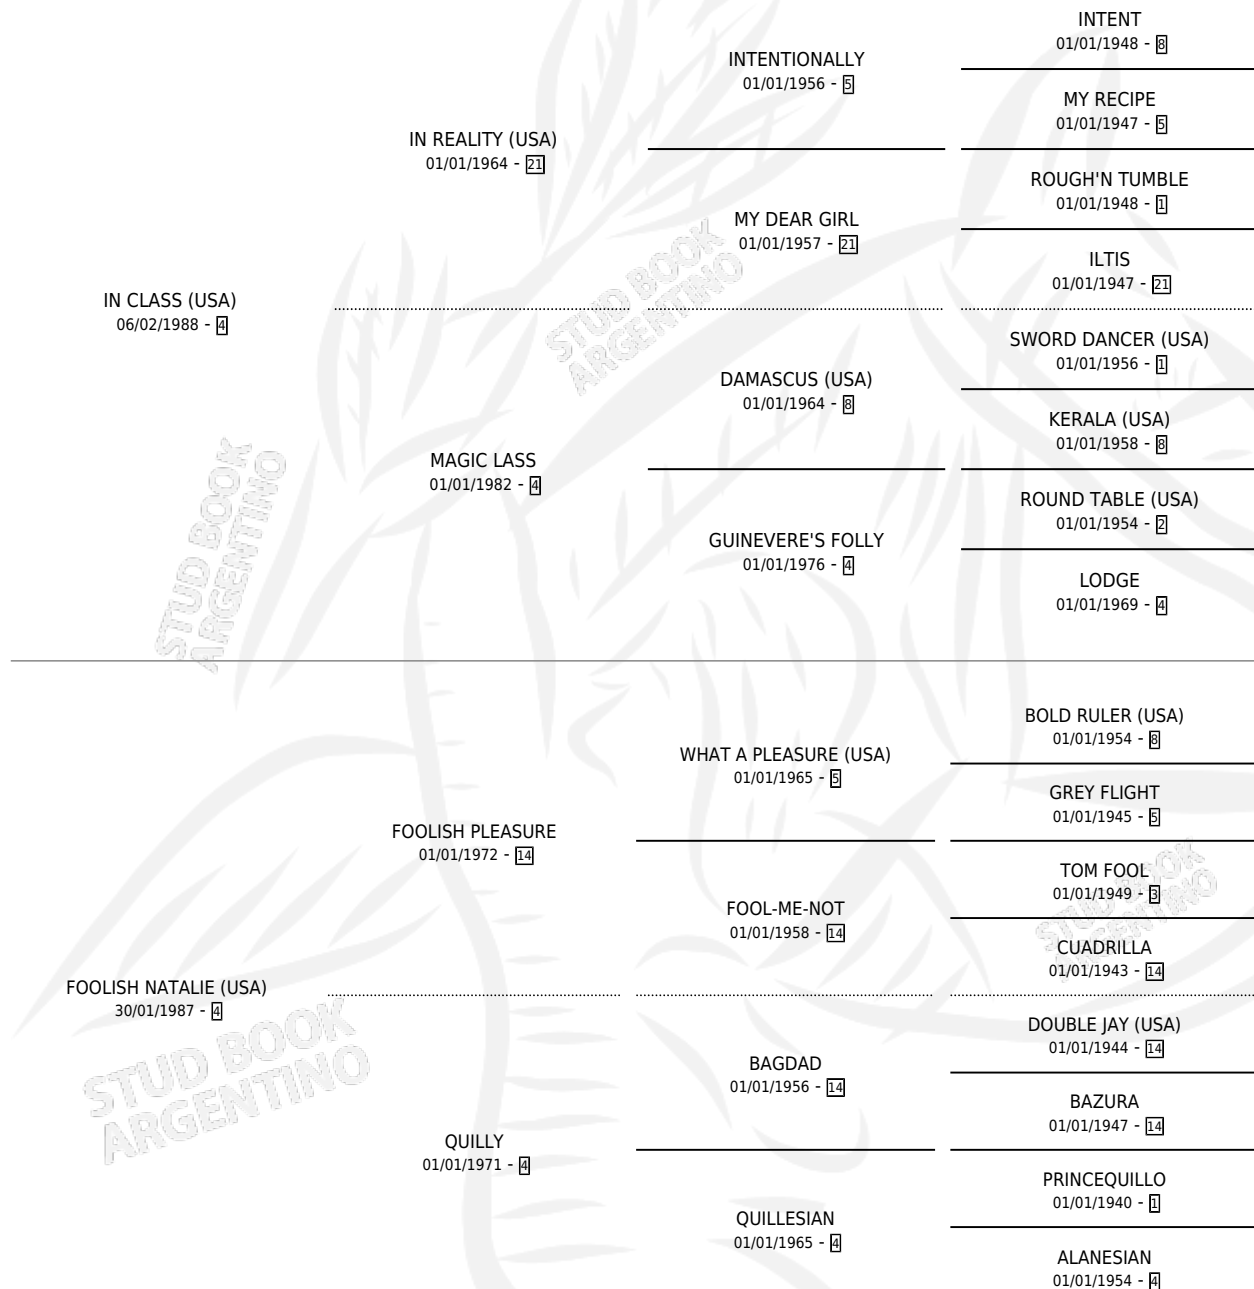 INTENT
01/01/1948 - 8
INTENTIONALLY
01/01/1956 - 5
MY RECIPE
01/01/1947 - 5
IN REALITY (USA)
01/01/1964 - 21
ROUGH'N TUMBLE
01/01/1948 - 1
MY DEAR GIRL
01/01/1957 - 21
ILTIS
01/01/1947 - 21
IN CLASS (USA)
06/02/1988 - 4
STUD BOOK
ARGENTINO
SWORD DANCER (USA)
01/01/1956 - 1
DAMASCUS (USA)
01/01/1964 - 8
KERALA (USA)
01/01/1958 - 8
MAGIC LASS
01/01/1982 - 4
ROUND TABLE (USA)
01/01/1954 - 2
GUINEVERE'S FOLLY
01/01/1976 - 4
LODGE
01/01/1969 - 4
STUD BOOK
ARGENTINO
BOLD RULER (USA)
01/01/1954 - 8
WHAT A PLEASURE (USA)
01/01/1965 - 5
GREY FLIGHT
01/01/1945 - 5
FOOLISH PLEASURE
01/01/1972 - 14
TOM FOOL
01/01/1949 - 3
STUD BOOK
ARGENTINO
FOOL-ME-NOT
01/01/1958 - 14
CUADRILLA
01/01/1943 - 14
FOOLISH NATALIE (USA)
30/01/1987 - 4
STUD BOOK
ARGENTINO
DOUBLE JAY (USA)
01/01/1944 - 14
BAGDAD
01/01/1956 - 14
BAZURA
01/01/1947 - 14
QUILLY
01/01/1971 - 4
PRINCEQUILLO
01/01/1940 - 1
QUILLESIAN
01/01/1965 - 4
ALANESIAN
01/01/1954 - 4